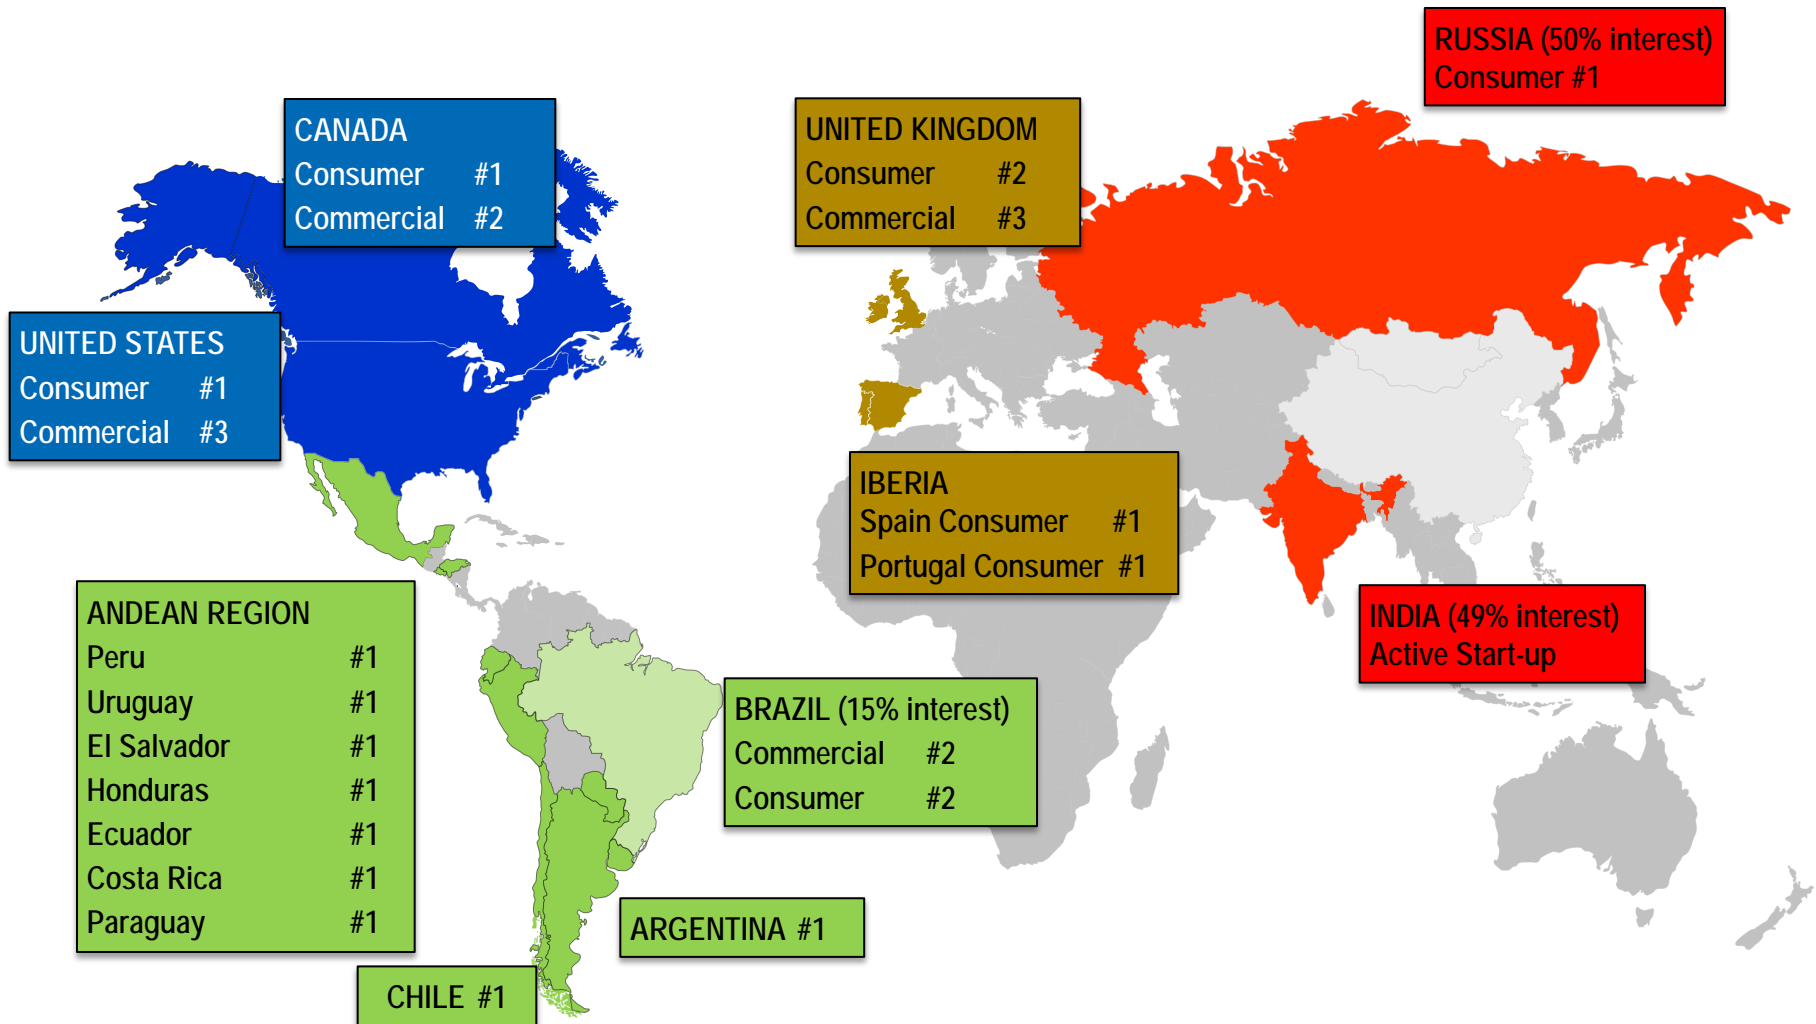 RUSSIA (50% interest)
Consumer #1
CANADA
Consumer #1
Commercial #2
UNITED KINGDOM
Consumer #2
Commercial #3
UNITED STATES
Consumer #1
Commercial #3
IBERIA
Spain Consumer #1
Portugal Consumer #1
ANDEAN REGION
Peru #1
Uruguay #1
El Salvador #1
Honduras #1
Ecuador #1
Costa Rica #1
Paraguay #1
INDIA (49% interest)
Active Start-up
BRAZIL (15% interest)
Commercial #2
Consumer #2
ARGENTINA #1
CHILE #1